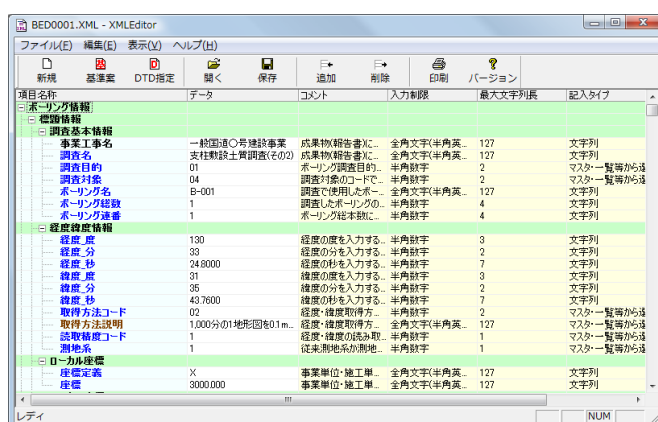 BED0001.XML - XMLEditor
ファイル(F) 編集(E) 表示(V) ヘルプ(H)
新規 基準案 DTD指定 開く 保存 追加 削除 印刷 バージョン
項目名称 データ コメント 入力制限 最大文字列長 記入タイプ
ボーリング情報
標題情報
調査基本情報
事業工事名 一般国道〇号建設事業 成果物(報告書)に... 全角文字(半角英... 127 文字列
調査名 支柱敷設土質調査(その2) 成果物(報告書)に... 全角文字(半角英... 127 文字列
調査目的 01 ボーリング調査目的... 半角数字 2 マスタ・一覧等から選
調査対象 04 調査対象のコードで... 半角数字 2 マスタ・一覧等から選
ボーリング名 B-001 調査で使用したボー... 全角文字(半角英... 127 文字列
ボーリング総数 1 調査したボーリングの... 半角数字 4 文字列
ボーリング連番 1 ボーリング総本数に... 半角数字 4 文字列
経度緯度情報
経度_度 130 経度の度を入力する... 半角数字 3 文字列
経度_分 33 経度の分を入力する... 半角数字 2 文字列
経度_秒 24.8000 経度の秒を入力する... 半角数字 7 文字列
緯度_度 31 緯度の度を入力する... 半角数字 3 文字列
緯度_分 35 緯度の分を入力する... 半角数字 2 文字列
緯度_秒 43.7600 緯度の秒を入力する... 半角数字 7 文字列
取得方法コード 02 経度・緯度取得方... 半角数字 2 マスタ・一覧等から選
取得方法説明 1,000分の1地形図を0.1m... 経度・緯度取得方... 全角文字(半角英... 127 マスタ・一覧等から選
読取精度コード 1 経度・緯度の読み取... 半角数字 1 マスタ・一覧等から選
測地系 1 従来測地系か測地... 半角数字 1 マスタ・一覧等から選
ローカル座標
座標定義 X 事業単位・施工単... 全角文字(半角英... 127 文字列
座標 3000.000 事業単位・施工単... 全角文字(半角英... 127 文字列
レディ NUM